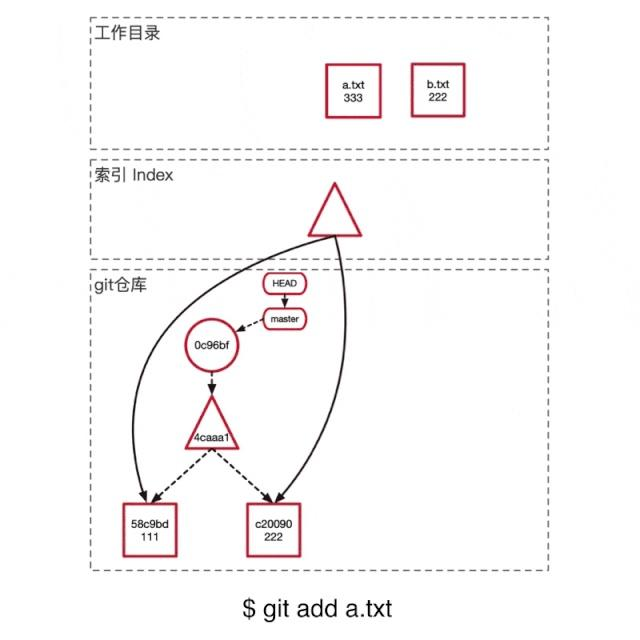 工作目录
a.txt
333
b.txt
222
索引 Index
git仓库
HEAD
master
0c96bf
4caaa1
58c9bd
111
c20090
222
$ git add a.txt